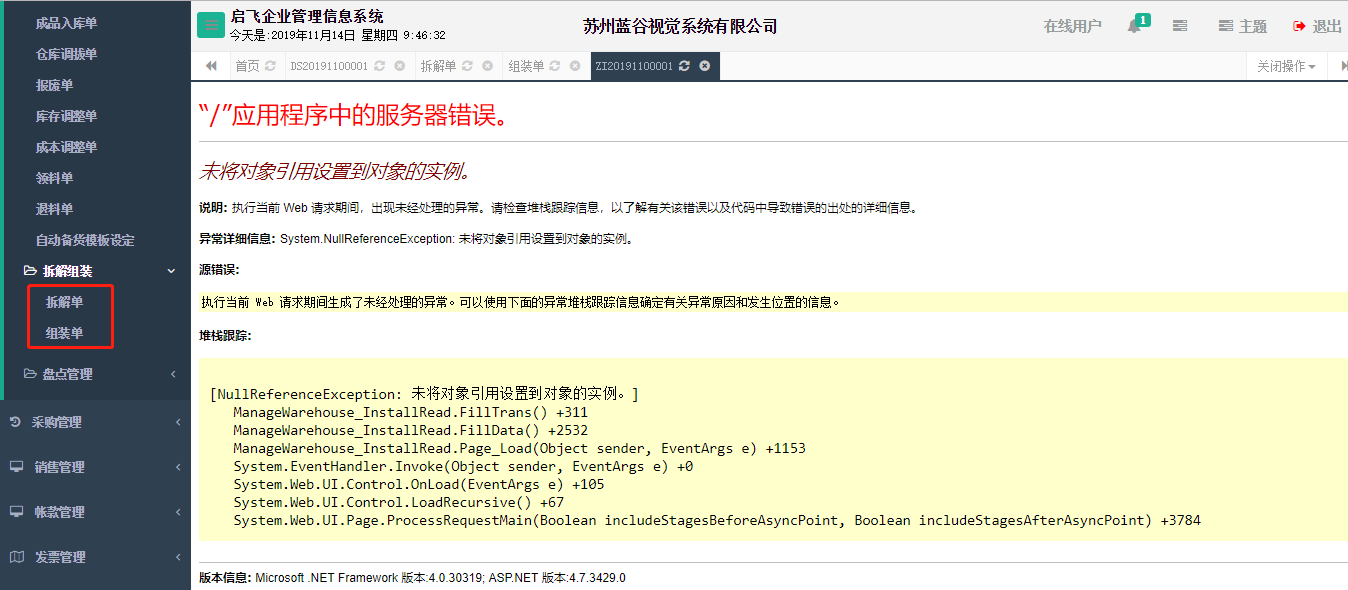 成品入库单
仓库调拨单
报废单
库存调整单
成本调整单
领料单
退料单
自动备货模板设定
拆解组装
拆解单
组装单
盘点管理
采购管理
销售管理
帐款管理
发票管理
启飞企业管理信息系统
今天是:2019年11月14日 星期四 9:46:32
苏州蓝谷视觉系统有限公司
在线用户 1 主题 退出
首页 DS20191100001 拆解单 组装单 ZI20191100001 关闭操作
“/”应用程序中的服务器错误。
未将对象引用设置到对象的实例。
说明: 执行当前 Web 请求期间，出现未经处理的异常。请检查堆栈跟踪信息，以了解有关该错误以及代码中导致错误的出处的详细信息。
异常详细信息: System.NullReferenceException: 未将对象引用设置到对象的实例。
源错误:
执行当前 Web 请求期间生成了未经处理的异常。可以使用下面的异常堆栈跟踪信息确定有关异常原因和发生位置的信息。
堆栈跟踪:
[NullReferenceException: 未将对象引用设置到对象的实例。]
ManageWarehouse_InstallRead.FillTrans() +311
ManageWarehouse_InstallRead.FillData() +2532
ManageWarehouse_InstallRead.Page_Load(Object sender, EventArgs e) +1153
System.EventHandler.Invoke(Object sender, EventArgs e) +0
System.Web.UI.Control.OnLoad(EventArgs e) +105
System.Web.UI.Control.LoadRecursive() +67
System.Web.UI.Page.ProcessRequestMain(Boolean includeStagesBeforeAsyncPoint, Boolean includeStagesAfterAsyncPoint) +3784
版本信息: Microsoft .NET Framework 版本:4.0.30319; ASP.NET 版本:4.7.3429.0